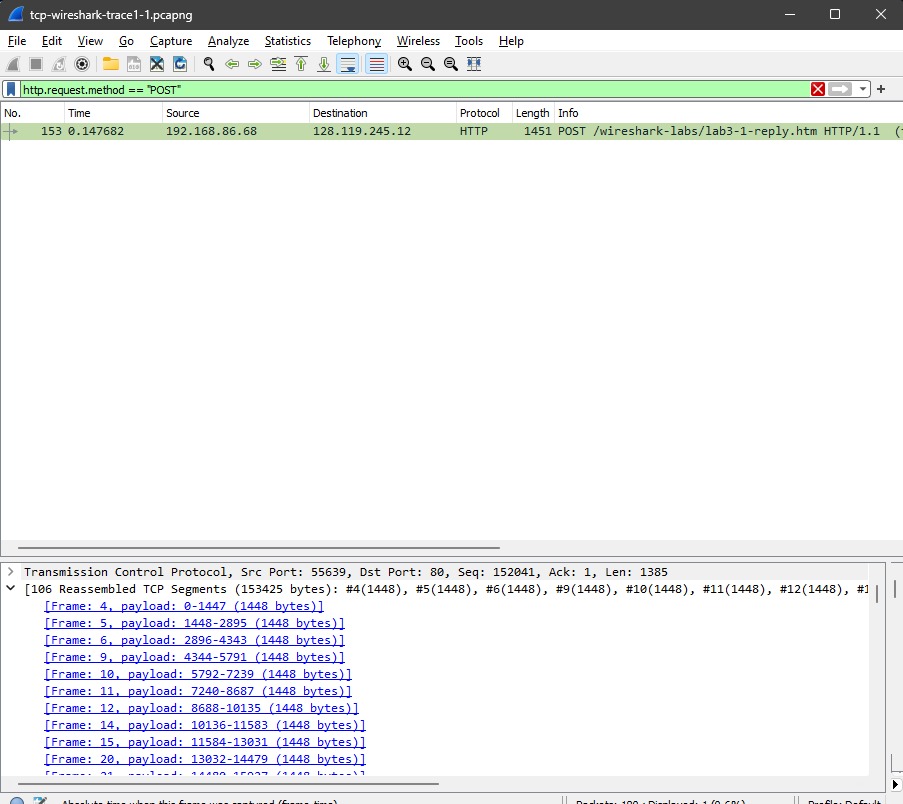 tcp-wireshark-trace1-1.pcapng
File Edit View Go Capture Analyze Statistics Telephony Wireless Tools Help
http.request.method == "POST"
No. Time Source Destination Protocol Length Info
153 0.147682 192.168.86.68 128.119.245.12 HTTP 1451 POST /wireshark-labs/lab3-1-reply.htm HTTP/1.1 (
Transmission Control Protocol, Src Port: 55639, Dst Port: 80, Seq: 152041, Ack: 1, Len: 1385
[106 Reassembled TCP Segments (153425 bytes): #4(1448), #5(1448), #6(1448), #9(1448), #10(1448), #11(1448), #12(1448), #1
[Frame: 4, payload: 0-1447 (1448 bytes)]
[Frame: 5, payload: 1448-2895 (1448 bytes)]
[Frame: 6, payload: 2896-4343 (1448 bytes)]
[Frame: 9, payload: 4344-5791 (1448 bytes)]
[Frame: 10, payload: 5792-7239 (1448 bytes)]
[Frame: 11, payload: 7240-8687 (1448 bytes)]
[Frame: 12, payload: 8688-10135 (1448 bytes)]
[Frame: 14, payload: 10136-11583 (1448 bytes)]
[Frame: 15, payload: 11584-13031 (1448 bytes)]
[Frame: 20, payload: 13032-14479 (1448 bytes)]
[Frame: 21, payload: 14480-15927 (1448 bytes)]
Absolute time when this frame was captured (frame.time) Displayed: 1 (0.6%) Profile: Default